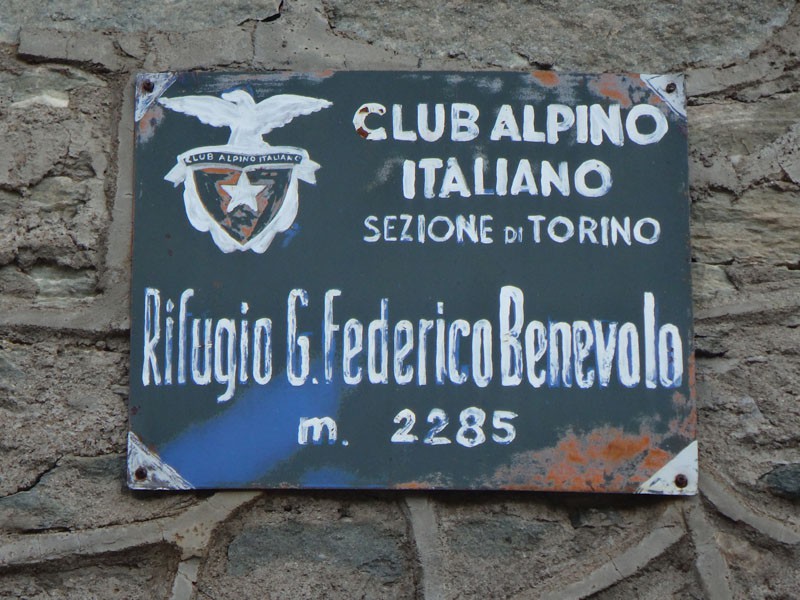 CLUB ALPINO ITALIANO
CLUB ALPINO
ITALIANO
SEZIONE DI TORINO
Rifugio G. Federico Benevolo
m. 2285